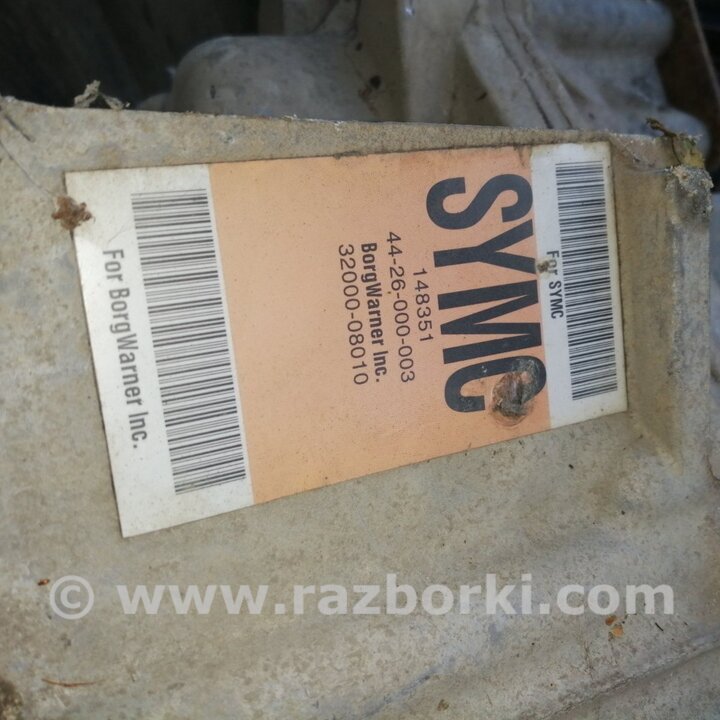 For SYMC
SYMC
148351
44-26-000-003
BorgWarner Inc.
32000-08010
For BorgWarner Inc.
© www.razborki.com